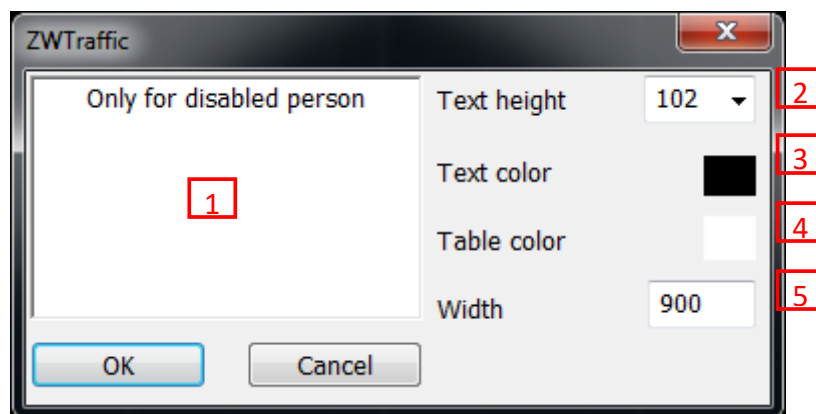 ZWTraffic
x
Only for disabled person
1
Text height
102
2
Text color
3
Table color
4
Width
900
5
OK
Cancel